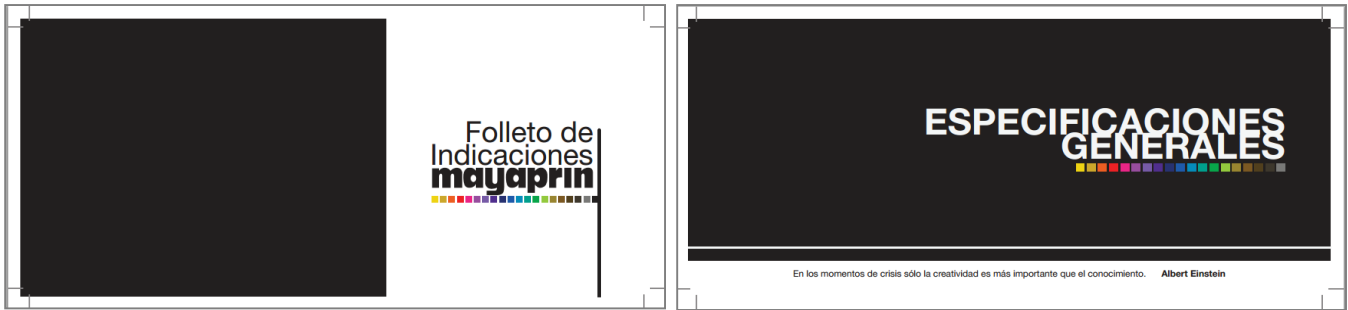 Folleto de
Indicaciones
mayaprin
ESPECIFICACIONES
GENERALES
En los momentos de crisis sólo la creatividad es más importante que el conocimiento. Albert Einstein